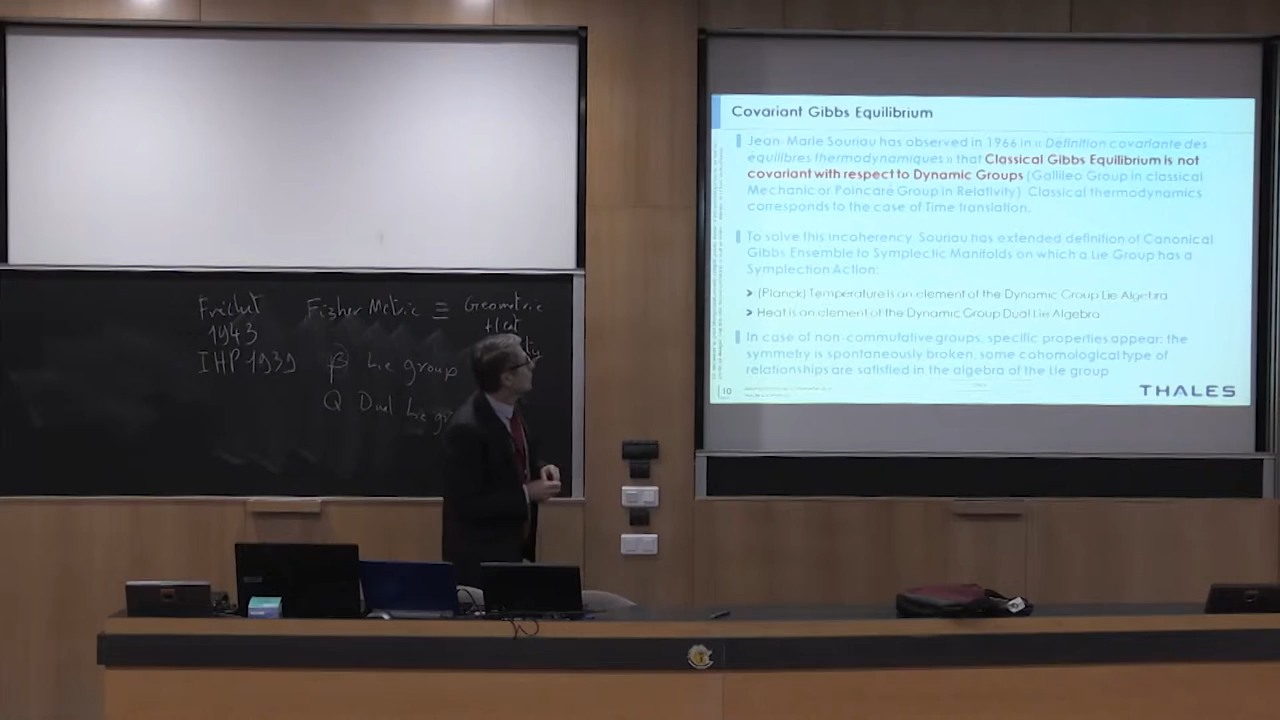 Fréchet Fisher Metric ≡ Geometric
1943 Heat
IHP 1939 β Lie group
Q Dual Lie
Covariant Gibbs Equilibrium
Jean-Marie Souriau has observed in 1966 in « Définition covariante des
équilibres thermodynamiques » that Classical Gibbs Equilibrium is not
covariant with respect to Dynamic Groups (Gallileo Group in classical
Mechanic or Poincaré Group in Relativity) Classical thermodynamics
corresponds to the case of Time translation.
To solve this incoherency Souriau has extended definition of Canonical
Gibbs Ensemble to Symplectic Manifolds on which a Lie Group has a
Symplection Action:
(Planck) Temperature is an element of the Dynamic Group Lie Algebra
Heat is an element of the Dynamic Group Dual Lie Algebra
In case of non-commutative groups, specific properties appear: the
symmetry is spontaneously broken, some cohomological type of
relationships are satisfied in the algebra of the Lie group
10
THALES